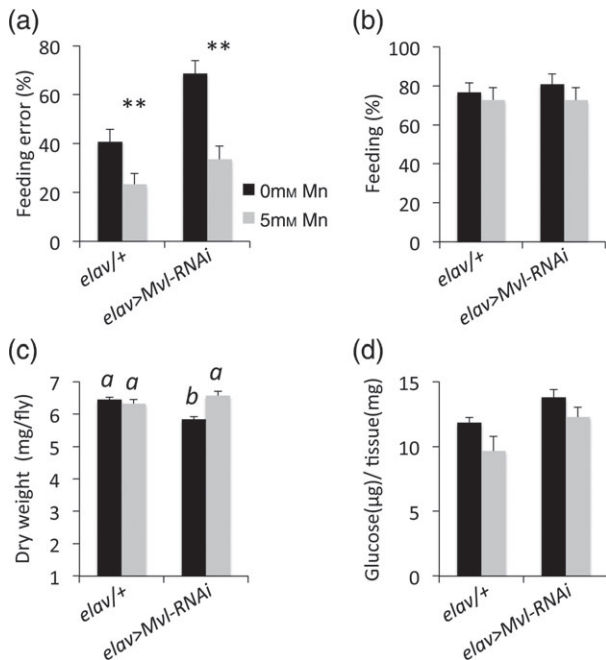 (a)
80
60
40
20
0
Feeding error (%)
**
**
elav/+
elav>Mvl-RNAi
0mM Mn
5mM Mn
(b)
100
80
60
40
20
0
Feeding (%)
elav/+
elav>Mvl-RNAi
(c)
7
6
5
4
3
2
1
Dry weight (mg/fly)
a a b a
elav/+
elav>Mvl-RNAi
(d)
15
10
5
0
Glucose(µg)/ tissue(mg)
elav/+
elav>Mvl-RNAi